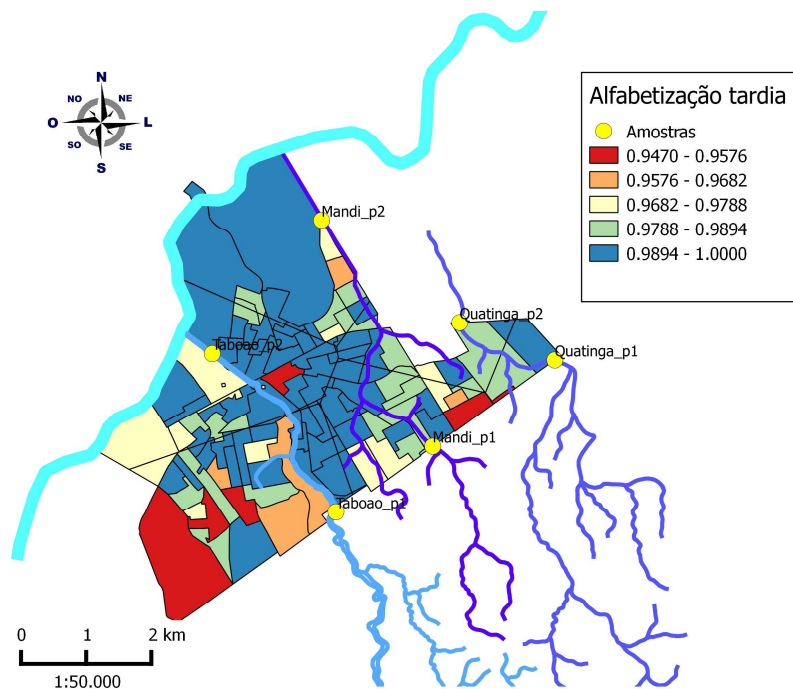 N
NO
NE
O
L
SO
SE
S
Alfabetização tardia
Amostras
0.9470 - 0.9576
0.9576 - 0.9682
0.9682 - 0.9788
0.9788 - 0.9894
0.9894 - 1.0000
Mandi_p2
Quatinga_p2
Taboao_p2
Quatinga_p1
Mandi_p1
Taboao_p1
0 1 2 km
1:50.000